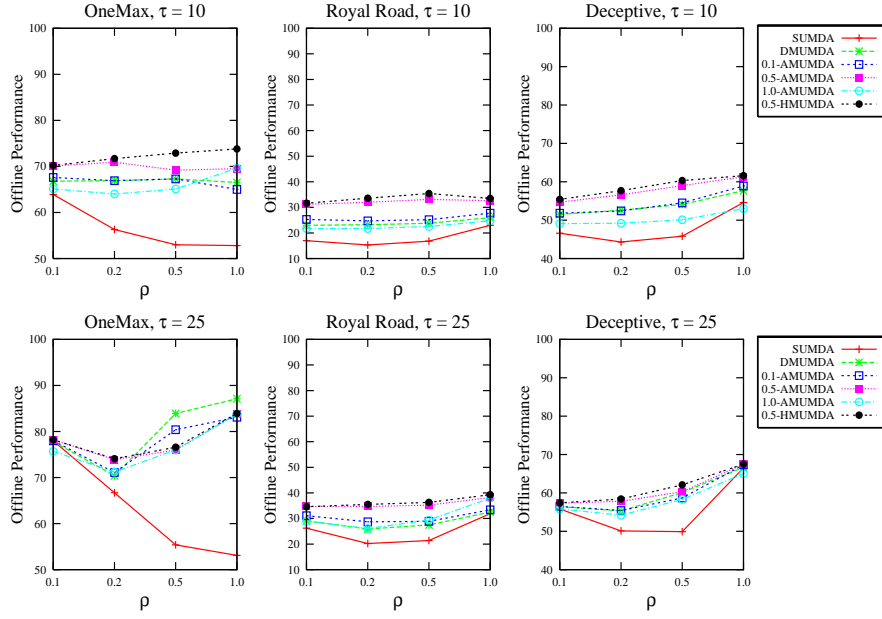 OneMax, τ = 10
Royal Road, τ = 10
Deceptive, τ = 10
Offline Performance
100
90
80
70
60
50
0.1
0.2
0.5
1.0
ρ
Offline Performance
100
90
80
70
60
50
40
30
20
10
0.1
0.2
0.5
1.0
ρ
Offline Performance
100
90
80
70
60
50
40
0.1
0.2
0.5
1.0
ρ
SUMDA
DMUMDA
0.1-AMUMDA
0.5-AMUMDA
1.0-AMUMDA
0.5-HMUMDA
OneMax, τ = 25
Royal Road, τ = 25
Deceptive, τ = 25
Offline Performance
100
90
80
70
60
50
0.1
0.2
0.5
1.0
ρ
Offline Performance
100
90
80
70
60
50
40
30
20
10
0.1
0.2
0.5
1.0
ρ
Offline Performance
100
90
80
70
60
50
40
0.1
0.2
0.5
1.0
ρ
SUMDA
DMUMDA
0.1-AMUMDA
0.5-AMUMDA
1.0-AMUMDA
0.5-HMUMDA